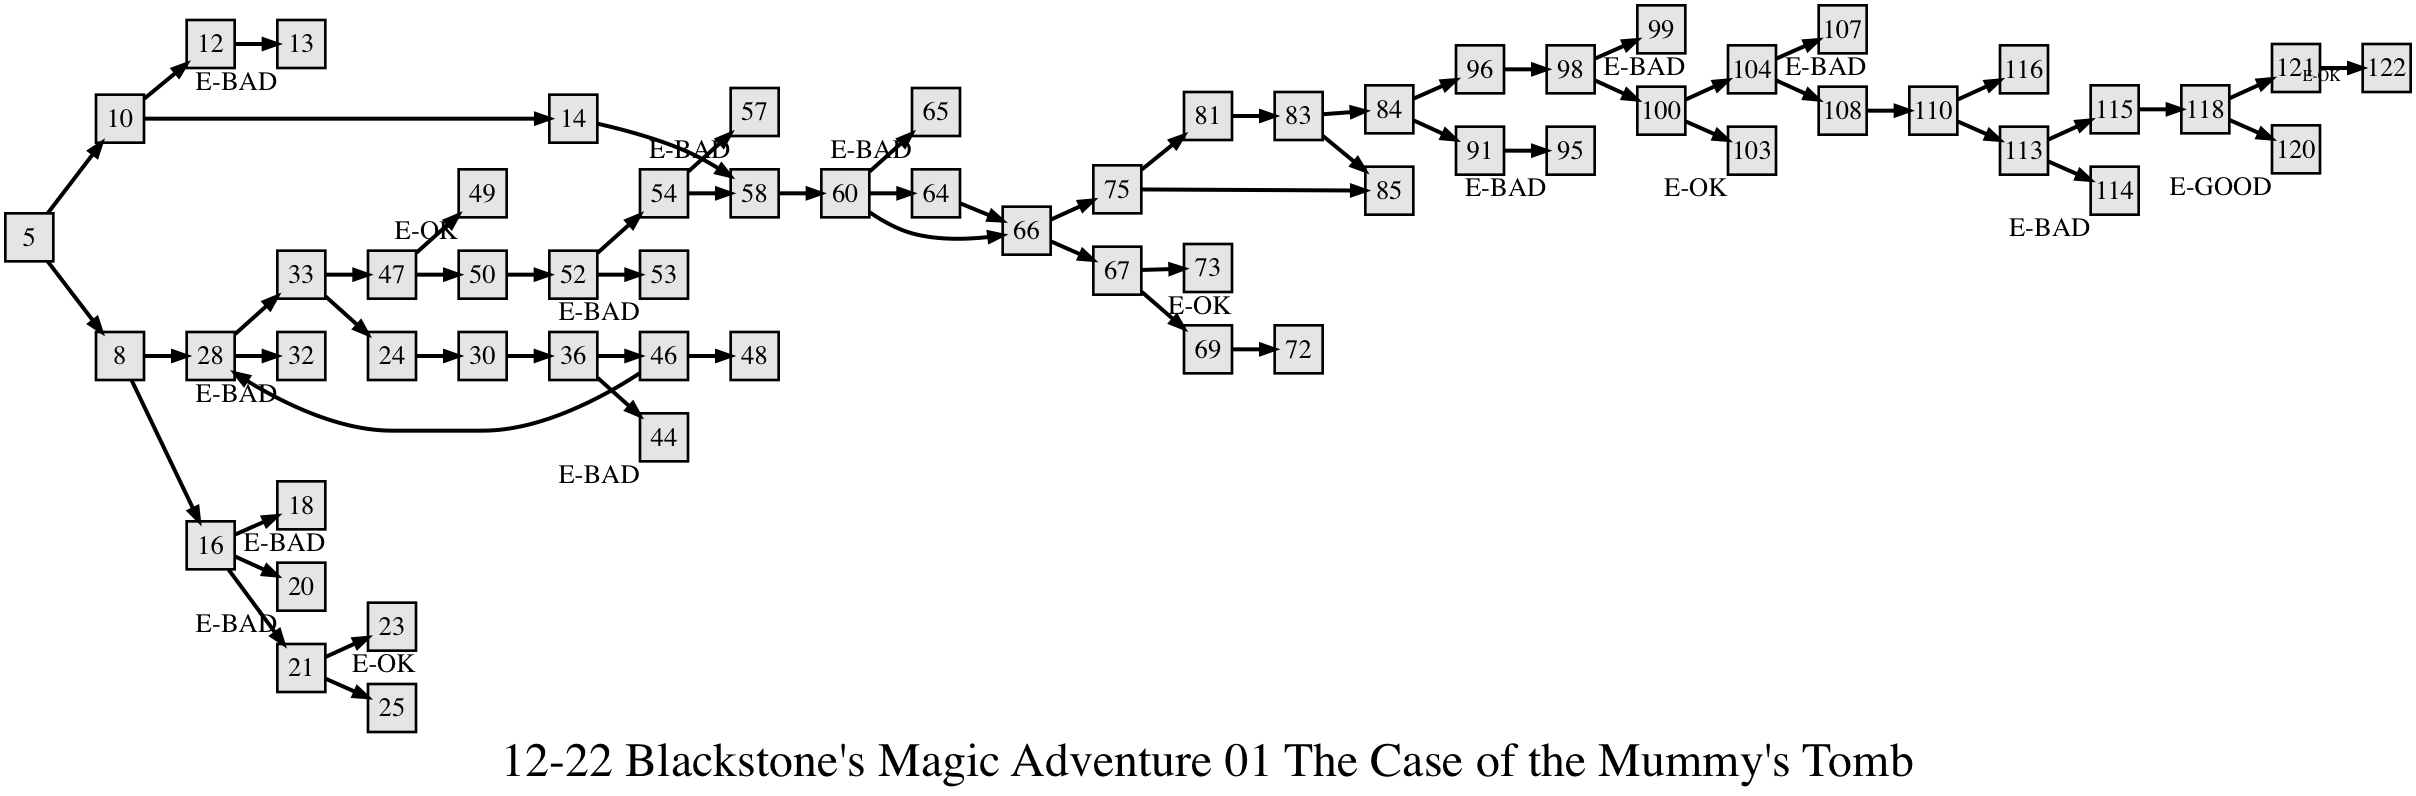 99 107
12 13 121 E-OK 122
96 98 E-BAD 104 E-BAD 116
E-BAD
57 65 84 100 108 110 115 118
10 14 81 83
E-BAD E-BAD 91 95 103 113 120
49 54 58 60 64 75 85 E-BAD E-OK 114 E-GOOD
5 E-OK 66 E-BAD
33 47 50 52 53 67 73
E-BAD E-OK
8 28 32 24 30 36 46 48 69 72
E-BAD
44
E-BAD
18
16 E-BAD
20
E-BAD 23
21 E-OK
25
12-22 Blackstone's Magic Adventure 01 The Case of the Mummy's Tomb